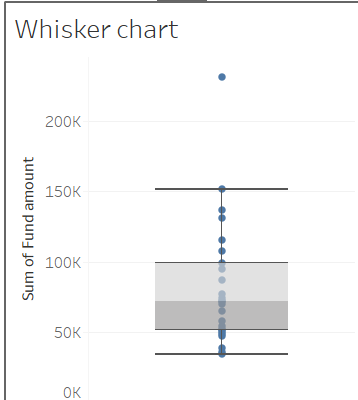 Whisker chart
200K
150K
Sum of Fund amount
100K
50K
0K